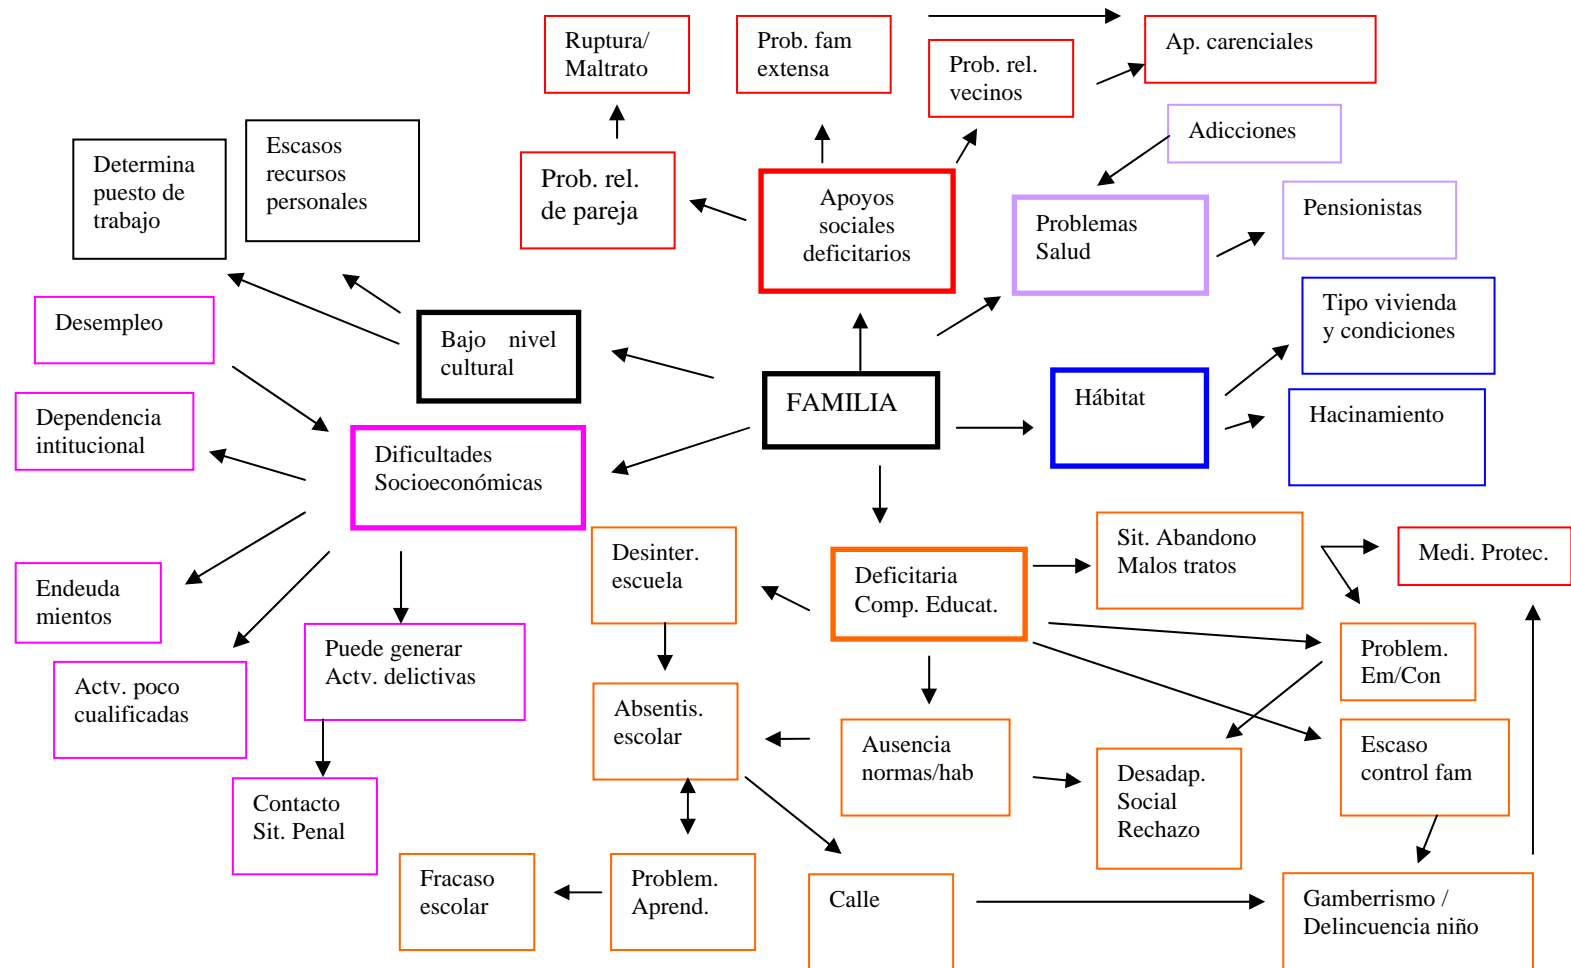 Ruptura/
Maltrato
Prob. fam
extensa
Prob. rel.
vecinos
Ap. carenciales
Adicciones
Determina
puesto de
trabajo
Escasos
recursos
personales
Prob. rel.
de pareja
Apoyos
sociales
deficitarios
Problemas
Salud
Pensionistas
Desempleo
Bajo nivel
cultural
Tipo vivienda
y condiciones
FAMILIA
Hábitat
Hacinamiento
Dependencia
intitucional
Dificultades
Socioeconómicas
Desinter.
escuela
Deficitaria
Comp. Educat.
Sit. Abandono
Malos tratos
Medi. Protec.
Endeuda
mientos
Puede generar
Actv. delictivas
Problem.
Em/Con
Actv. poco
cualificadas
Absentis.
escolar
Ausencia
normas/hab
Desadap.
Social
Rechazo
Escaso
control fam
Contacto
Sit. Penal
Fracaso
escolar
Problem.
Aprend.
Calle
Gamberrismo /
Delincuencia niño